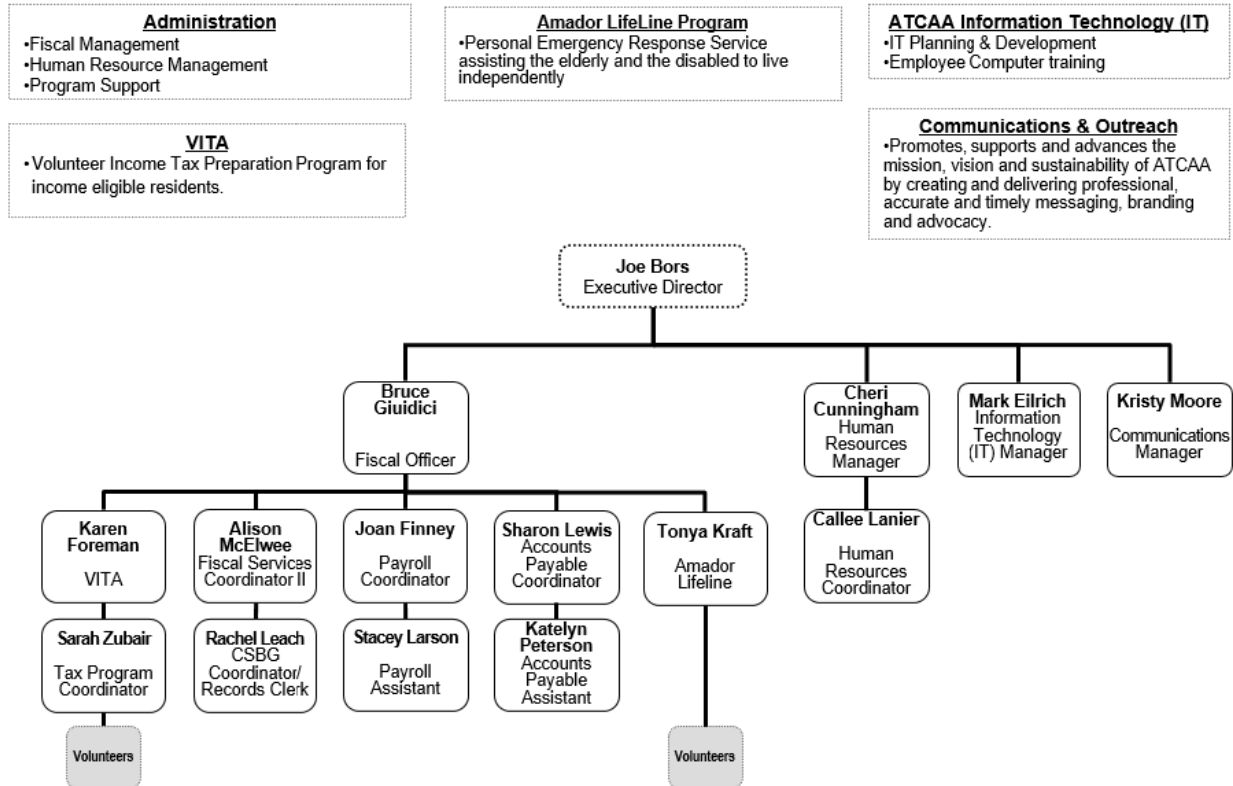 Administration
•Fiscal Management
•Human Resource Management
•Program Support
Amador LifeLine Program
•Personal Emergency Response Service
assisting the elderly and the disabled to live
independently
ATCAA Information Technology (IT)
•IT Planning & Development
•Employee Computer training
VITA
•Volunteer Income Tax Preparation Program for
income eligible residents.
Communications & Outreach
•Promotes, supports and advances the
mission, vision and sustainability of ATCAA
by creating and delivering professional,
accurate and timely messaging, branding
and advocacy.
Joe Bors
Executive Director
Bruce
Giuidici
Fiscal Officer
Cheri
Cunningham
Human
Resources
Manager
Mark Eilrich
Information
Technology
(IT) Manager
Kristy Moore
Communications
Manager
Karen
Foreman
VITA
Alison
McElwee
Fiscal Services
Coordinator II
Joan Finney
Payroll
Coordinator
Sharon Lewis
Accounts
Payable
Coordinator
Tonya Kraft
Amador
Lifeline
Callee Lanier
Human
Resources
Coordinator
Sarah Zubair
Tax Program
Coordinator
Rachel Leach
CSBG
Coordinator/
Records Clerk
Stacey Larson
Payroll
Assistant
Katelyn
Peterson
Accounts
Payable
Assistant
Volunteers
Volunteers